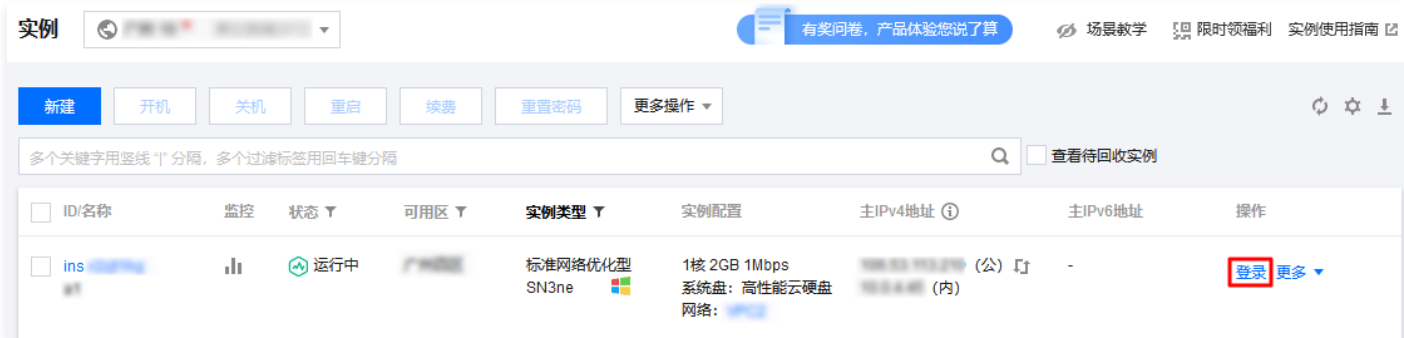 实例
有奖问卷，产品体验您说了算
场景教学
限时领福利
实例使用指南
新建
开机
关机
重启
续费
重置密码
更多操作
多个关键字用竖线 "|" 分隔，多个过滤标签用回车键分隔
查看待回收实例
ID/名称
监控
状态
可用区
实例类型
实例配置
主IPv4地址
主IPv6地址
操作
ins
运行中
标准网络优化型
SN3ne
1核 2GB 1Mbps
系统盘：高性能云硬盘
网络：
(公)
(内)
-
登录
更多